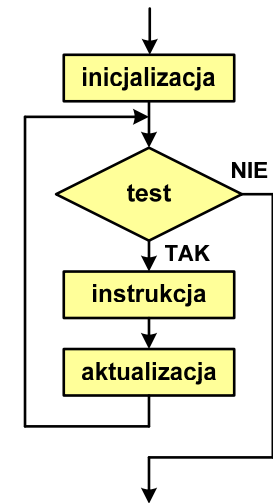 inicjalizacja
test
NIE
TAK
instrukcja
aktualizacja